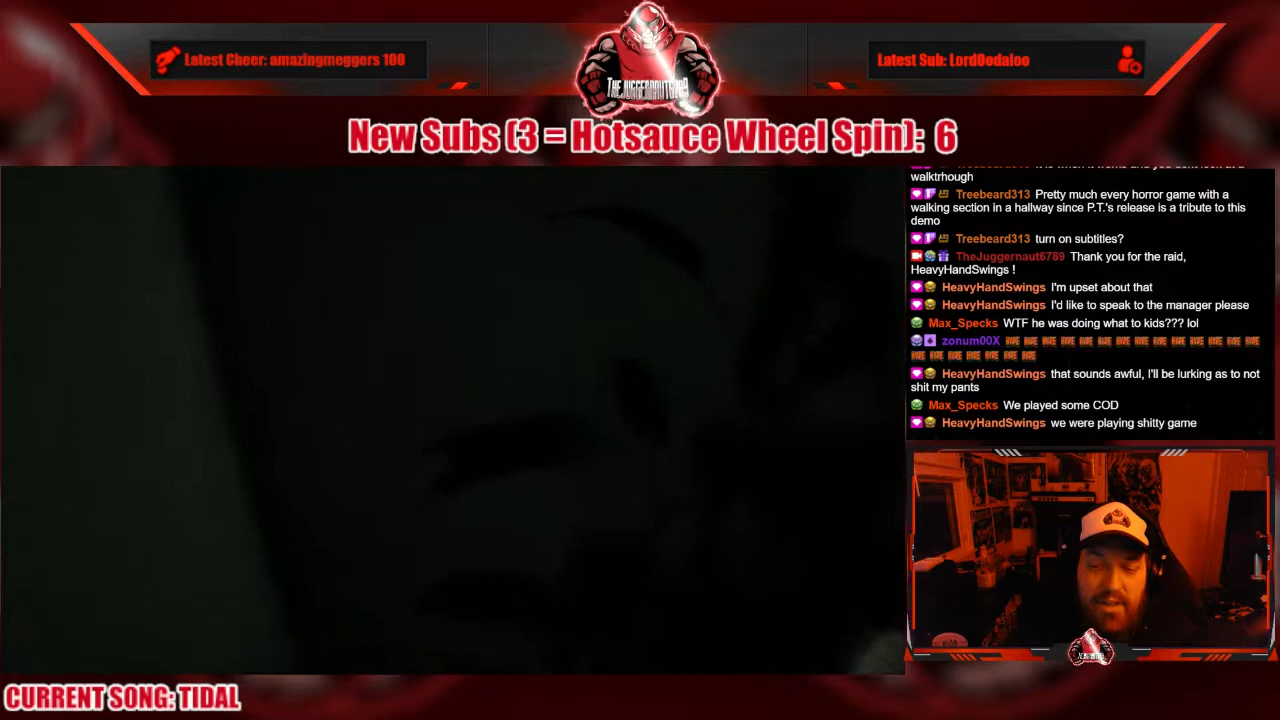 Latest Cheer: amazingmeggers 100
Latest Sub: LordOodaloo
New Subs (3 = Hotsauce Wheel Spin): 6
walktrhough
Treebeard313 Pretty much every horror game with a
walking section in a hallway since P.T.'s release is a tribute to this
demo
Treebeard313 turn on subtitles?
TheJuggernaut6789 Thank you for the raid,
HeavyHandSwings !
HeavyHandSwings I'm upset about that
HeavyHandSwings I'd like to speak to the manager please
Max_Specks WTF he was doing what to kids??? lol
zonum00X
HeavyHandSwings that sounds awful, I'll be lurking as to not
shit my pants
Max_Specks We played some COD
HeavyHandSwings we were playing shitty game
CURRENT SONG: TIDAL